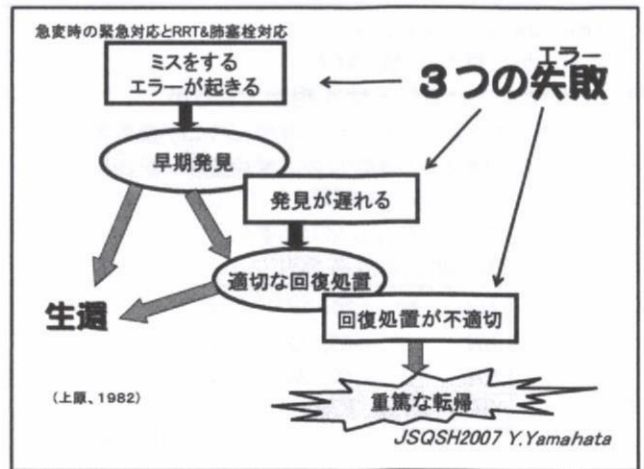 急変時の緊急対応とRRT&肺塞栓対応
ミスをする
エラーが起きる
エラー
3つの失敗
早期発見
発見が遅れる
適切な回復処置
生還
回復処置が不適切
重篤な転帰
(上原、1982)
JSQSH2007 Y.Yamahata